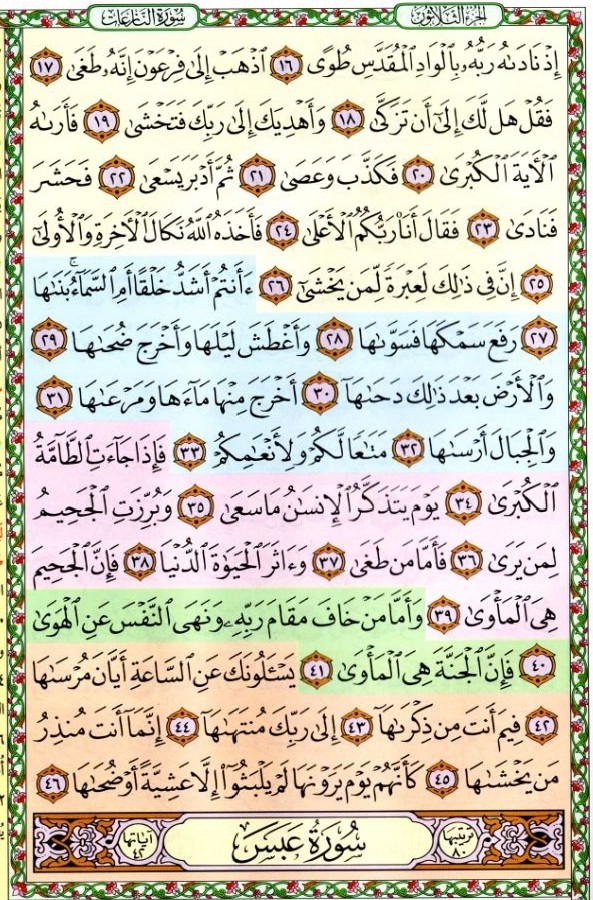 الجزء الثلاثون
سورة النازعات
إِذْ نَادَىٰهُ رَبُّهُۥ بِٱلْوَادِ ٱلْمُقَدَّسِ طُوًى ١٦ ٱذْهَبْ إِلَىٰ فِرْعَوْنَ إِنَّهُۥ طَغَىٰ ١٧
فَقُلْ هَل لَّكَ إِلَىٰٓ أَن تَزَكَّىٰ ١٨ وَأَهْدِيَكَ إِلَىٰ رَبِّكَ فَتَخْشَىٰ ١٩ فَأَرَىٰهُ
ٱلْـَٔايَةَ ٱلْكُبْرَىٰ ٢٠ فَكَذَّبَ وَعَصَىٰ ٢١ ثُمَّ أَدْبَرَ يَسْعَىٰ ٢٢ فَحَشَرَ
فَنَادَىٰ ٢٣ فَقَالَ أَنَا۠ رَبُّكُمُ ٱلْأَعْلَىٰ ٢٤ فَأَخَذَهُ ٱللَّهُ نَكَالَ ٱلْـَٔاخِرَةِ وَٱلْأُولَىٰٓ
٢٥ إِنَّ فِى ذَٰلِكَ لَعِبْرَةً لِّمَن يَخْشَىٰٓ ٢٦ ءَأَنتُمْ أَشَدُّ خَلْقًا أَمِ ٱلسَّمَآءُ ۚ بَنَىٰهَا
٢٧ رَفَعَ سَمْكَهَا فَسَوَّىٰهَا ٢٨ وَأَغْطَشَ لَيْلَهَا وَأَخْرَجَ ضُحَىٰهَا ٢٩
وَٱلْأَرْضَ بَعْدَ ذَٰلِكَ دَحَىٰهَآ ٣٠ أَخْرَجَ مِنْهَا مَآءَهَا وَمَرْعَىٰهَا ٣١
وَٱلْجِبَالَ أَرْسَىٰهَا ٣٢ مَتَٰعًا لَّكُمْ وَلِأَنْعَٰمِكُمْ ٣٣ فَإِذَا جَآءَتِ ٱلطَّآمَّةُ
ٱلْكُبْرَىٰ ٣٤ يَوْمَ يَتَذَكَّرُ ٱلْإِنسَٰنُ مَا سَعَىٰ ٣٥ وَبُرِّزَتِ ٱلْجَحِيمُ
لِمَن يَرَىٰ ٣٦ فَأَمَّا مَن طَغَىٰ ٣٧ وَءَاثَرَ ٱلْحَيَوٰةَ ٱلدُّنْيَا ٣٨ فَإِنَّ ٱلْجَحِيمَ
هِىَ ٱلْمَأْوَىٰ ٣٩ وَأَمَّا مَنْ خَافَ مَقَامَ رَبِّهِۦ وَنَهَى ٱلنَّفْسَ عَنِ ٱلْهَوَىٰ
٤٠ فَإِنَّ ٱلْجَنَّةَ هِىَ ٱلْمَأْوَىٰ ٤١ يَسْـَٔلُونَكَ عَنِ ٱلسَّاعَةِ أَيَّانَ مُرْسَىٰهَا
٤٢ فِيمَ أَنتَ مِن ذِكْرَىٰهَآ ٤٣ إِلَىٰ رَبِّكَ مُنتَهَىٰهَآ ٤٤ إِنَّمَآ أَنتَ مُنذِرُ
مَن يَخْشَىٰهَا ٤٥ كَأَنَّهُمْ يَوْمَ يَرَوْنَهَا لَمْ يَلْبَثُوٓا۟ إِلَّا عَشِيَّةً أَوْ ضُحَىٰهَا ٤٦
ترتيبها ٨٠ سُورَةُ عَبَسَ آياتها ٤٢